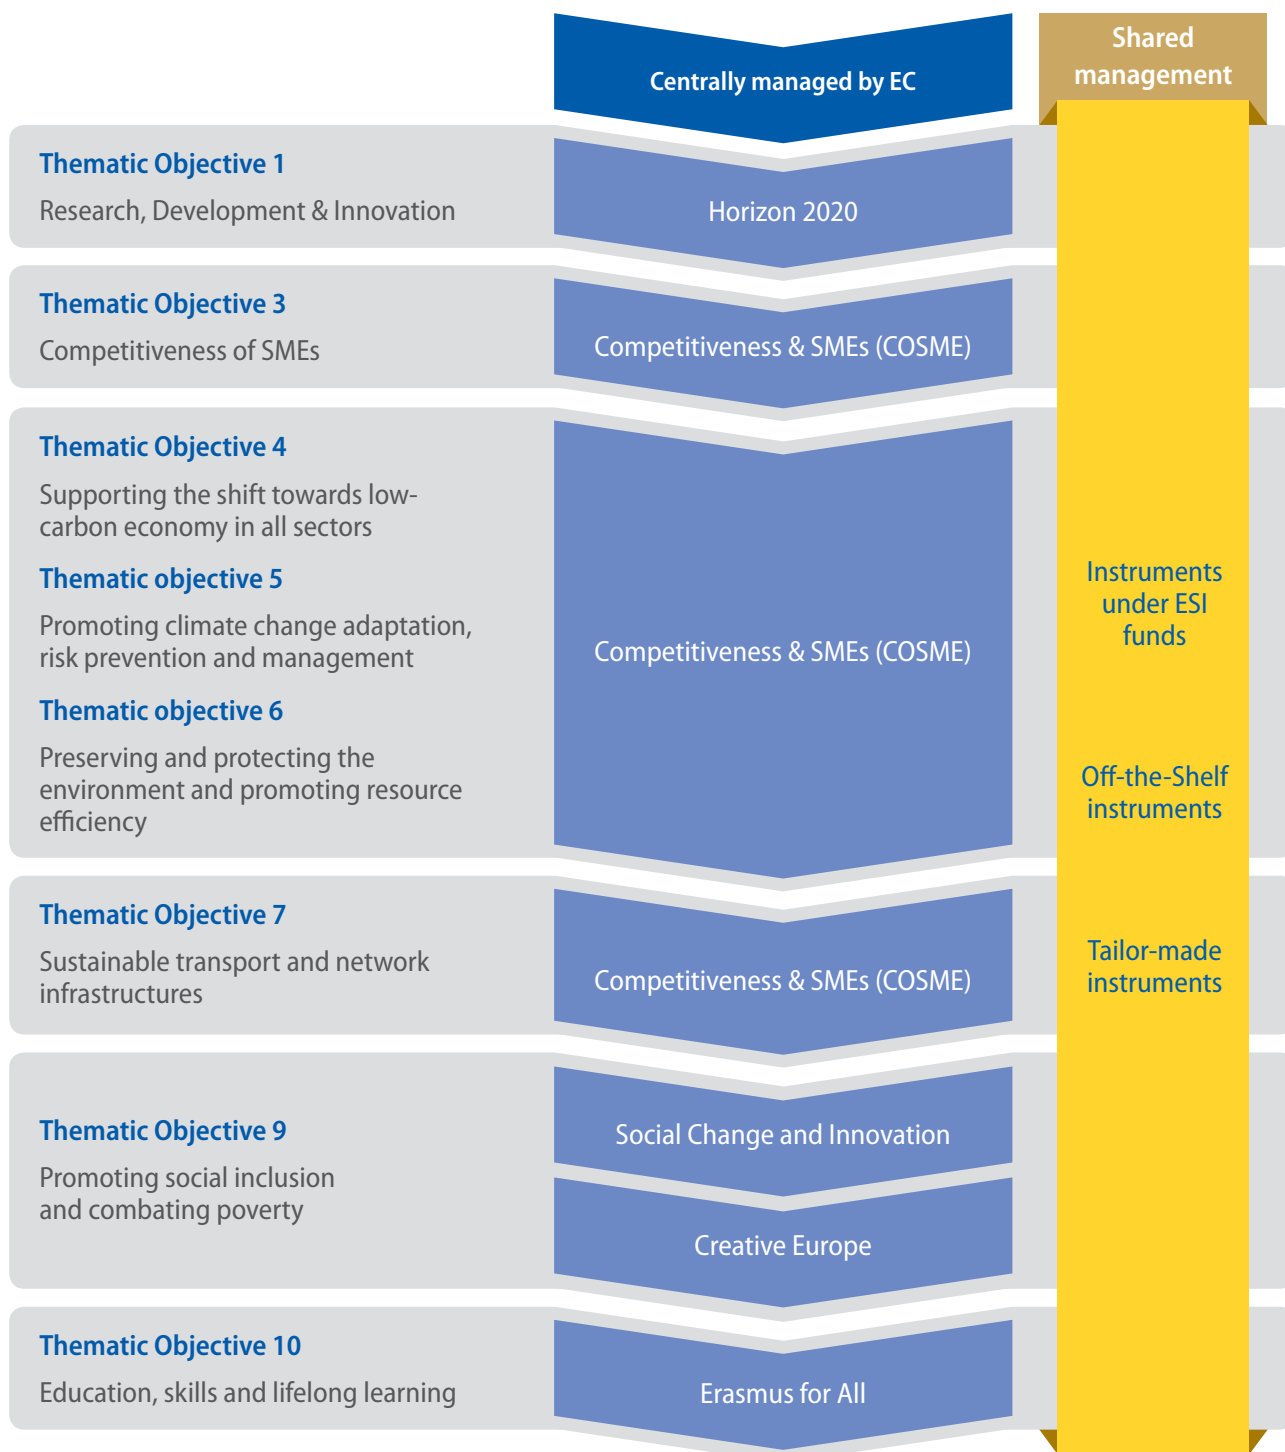 Centrally managed by EC
Shared
management
Thematic Objective 1
Research, Development & Innovation
Horizon 2020
Thematic Objective 3
Competitiveness of SMEs
Competitiveness & SMEs (COSME)
Thematic Objective 4
Supporting the shift towards low-
carbon economy in all sectors
Thematic objective 5
Promoting climate change adaptation,
risk prevention and management
Thematic objective 6
Preserving and protecting the
environment and promoting resource
efficiency
Competitiveness & SMEs (COSME)
Instruments
under ESI
funds
Off-the-Shelf
instruments
Tailor-made
instruments
Thematic Objective 7
Sustainable transport and network
infrastructures
Competitiveness & SMEs (COSME)
Thematic Objective 9
Promoting social inclusion
and combating poverty
Social Change and Innovation
Creative Europe
Thematic Objective 10
Education, skills and lifelong learning
Erasmus for All